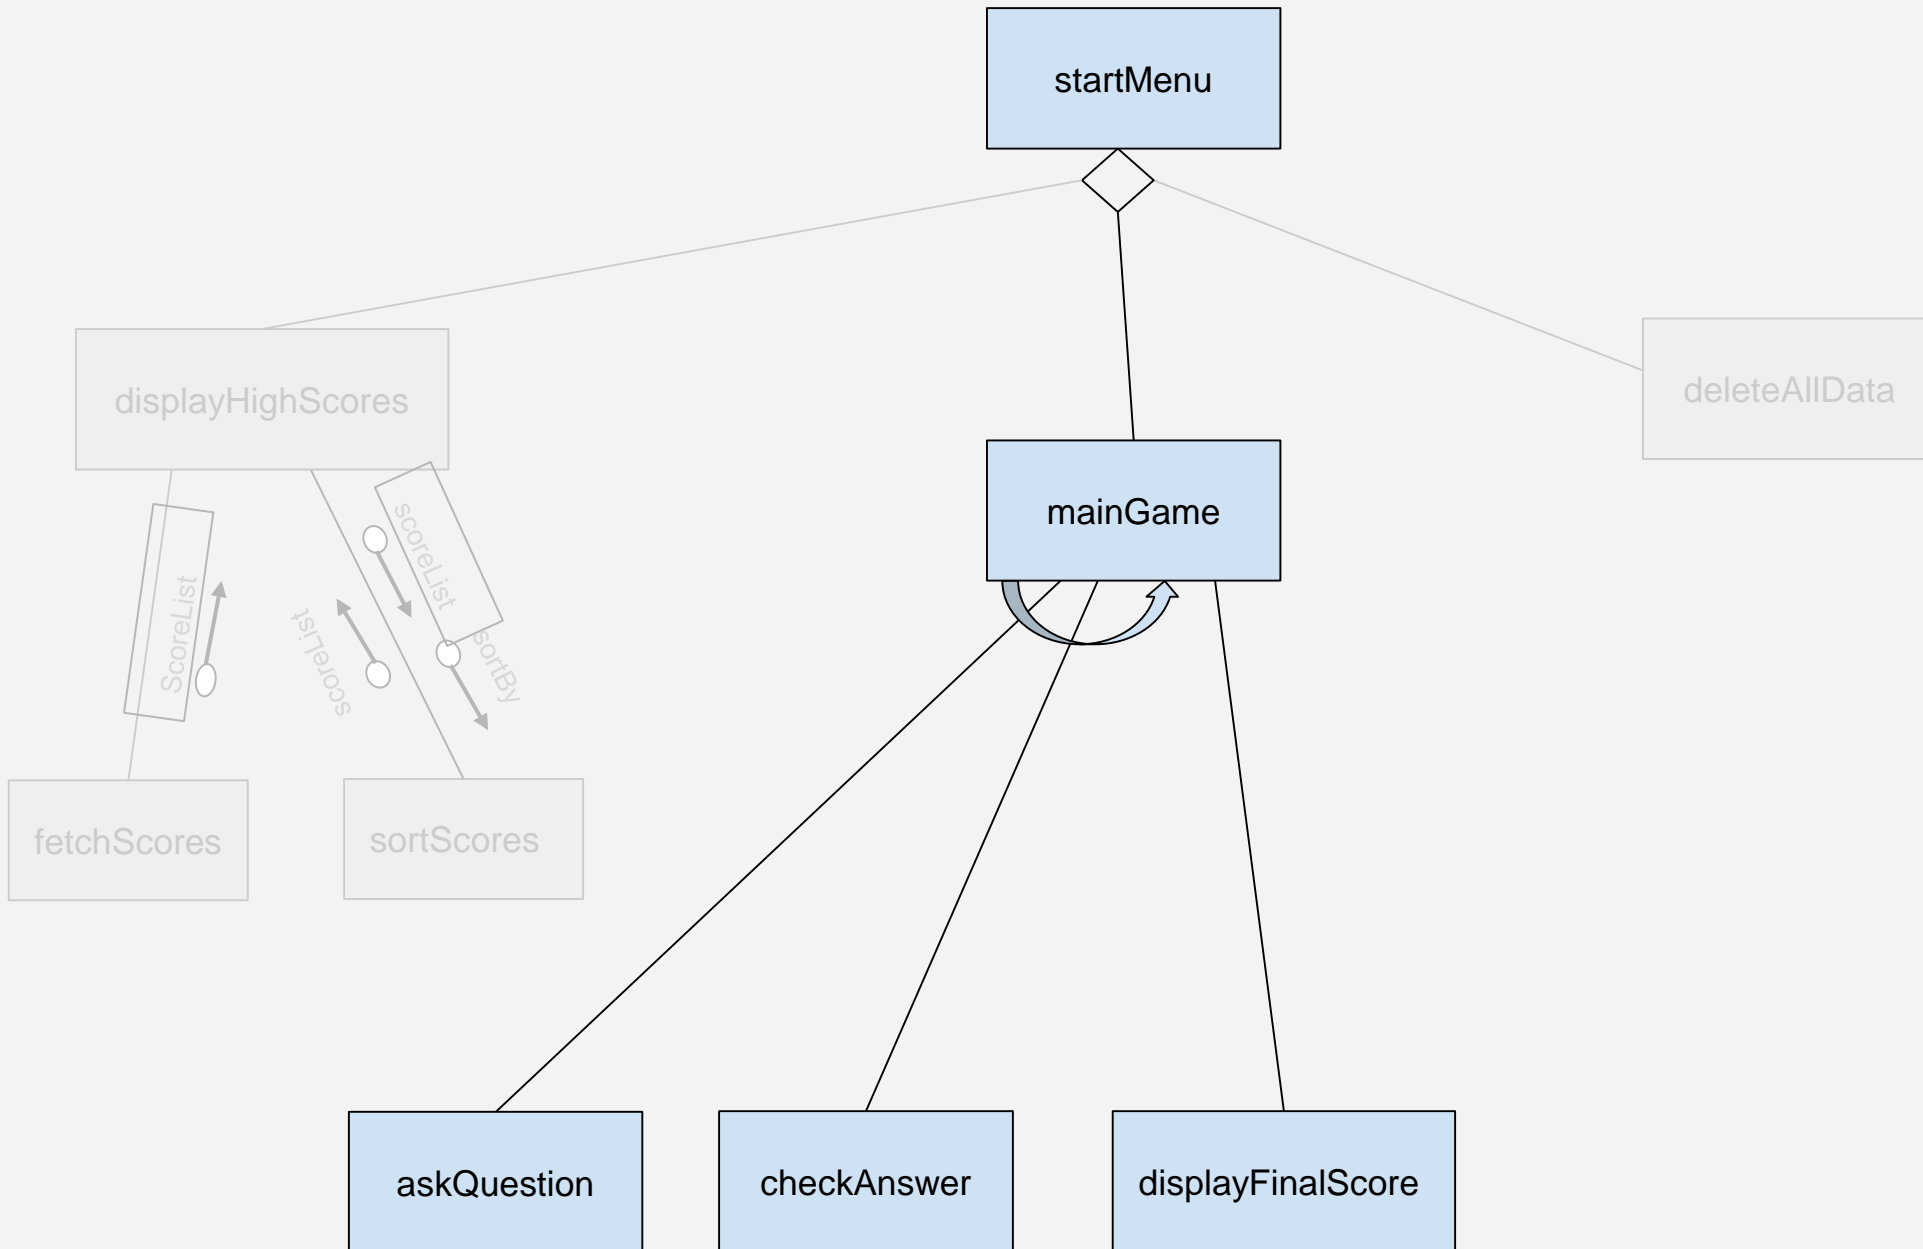 startMenu
displayHighScores
deleteAllData
mainGame
ScoreList
scoreList
scoreList
sortBy
fetchScores
sortScores
askQuestion
checkAnswer
displayFinalScore